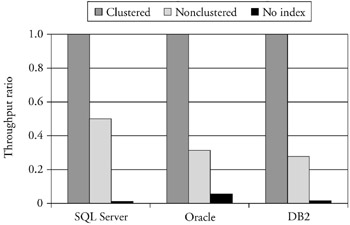 Clustered Nonclustered No index
1.0
0.8
0.6
0.4
0.2
0
Throughput ratio
SQL Server Oracle DB2